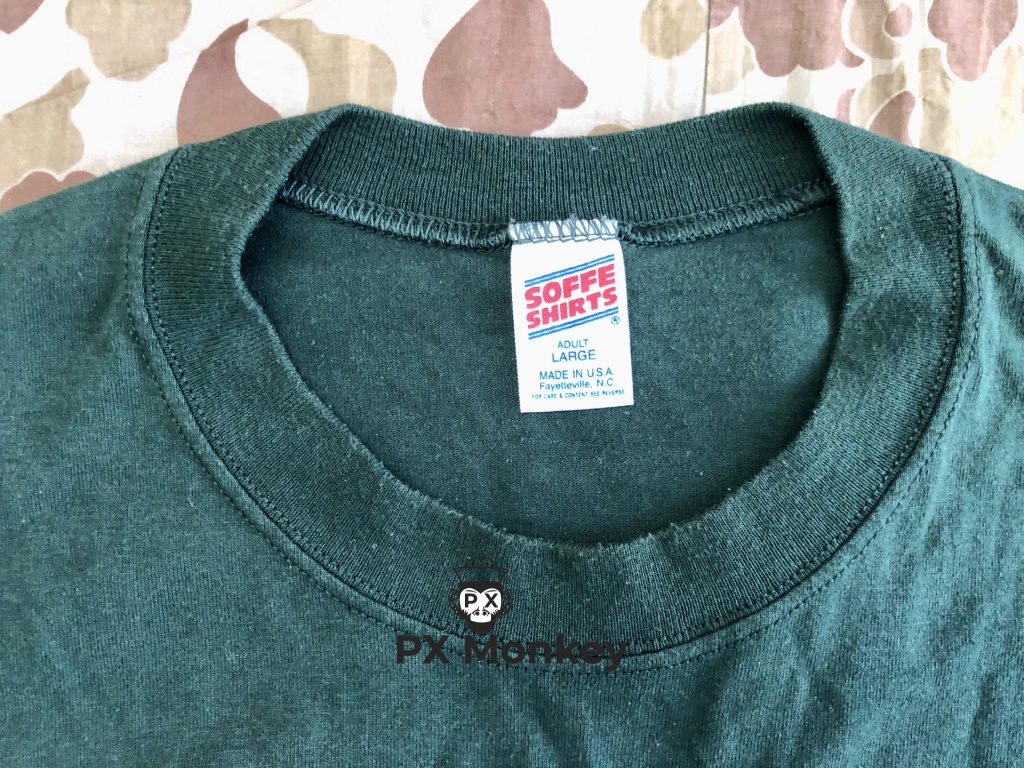 SOFFE
SHIRTS
®
ADULT
LARGE
MADE IN U.S.A.
Fayetteville, N.C.
FOR CARE & CONTENT SEE REVERSE
PX
PX Monkey